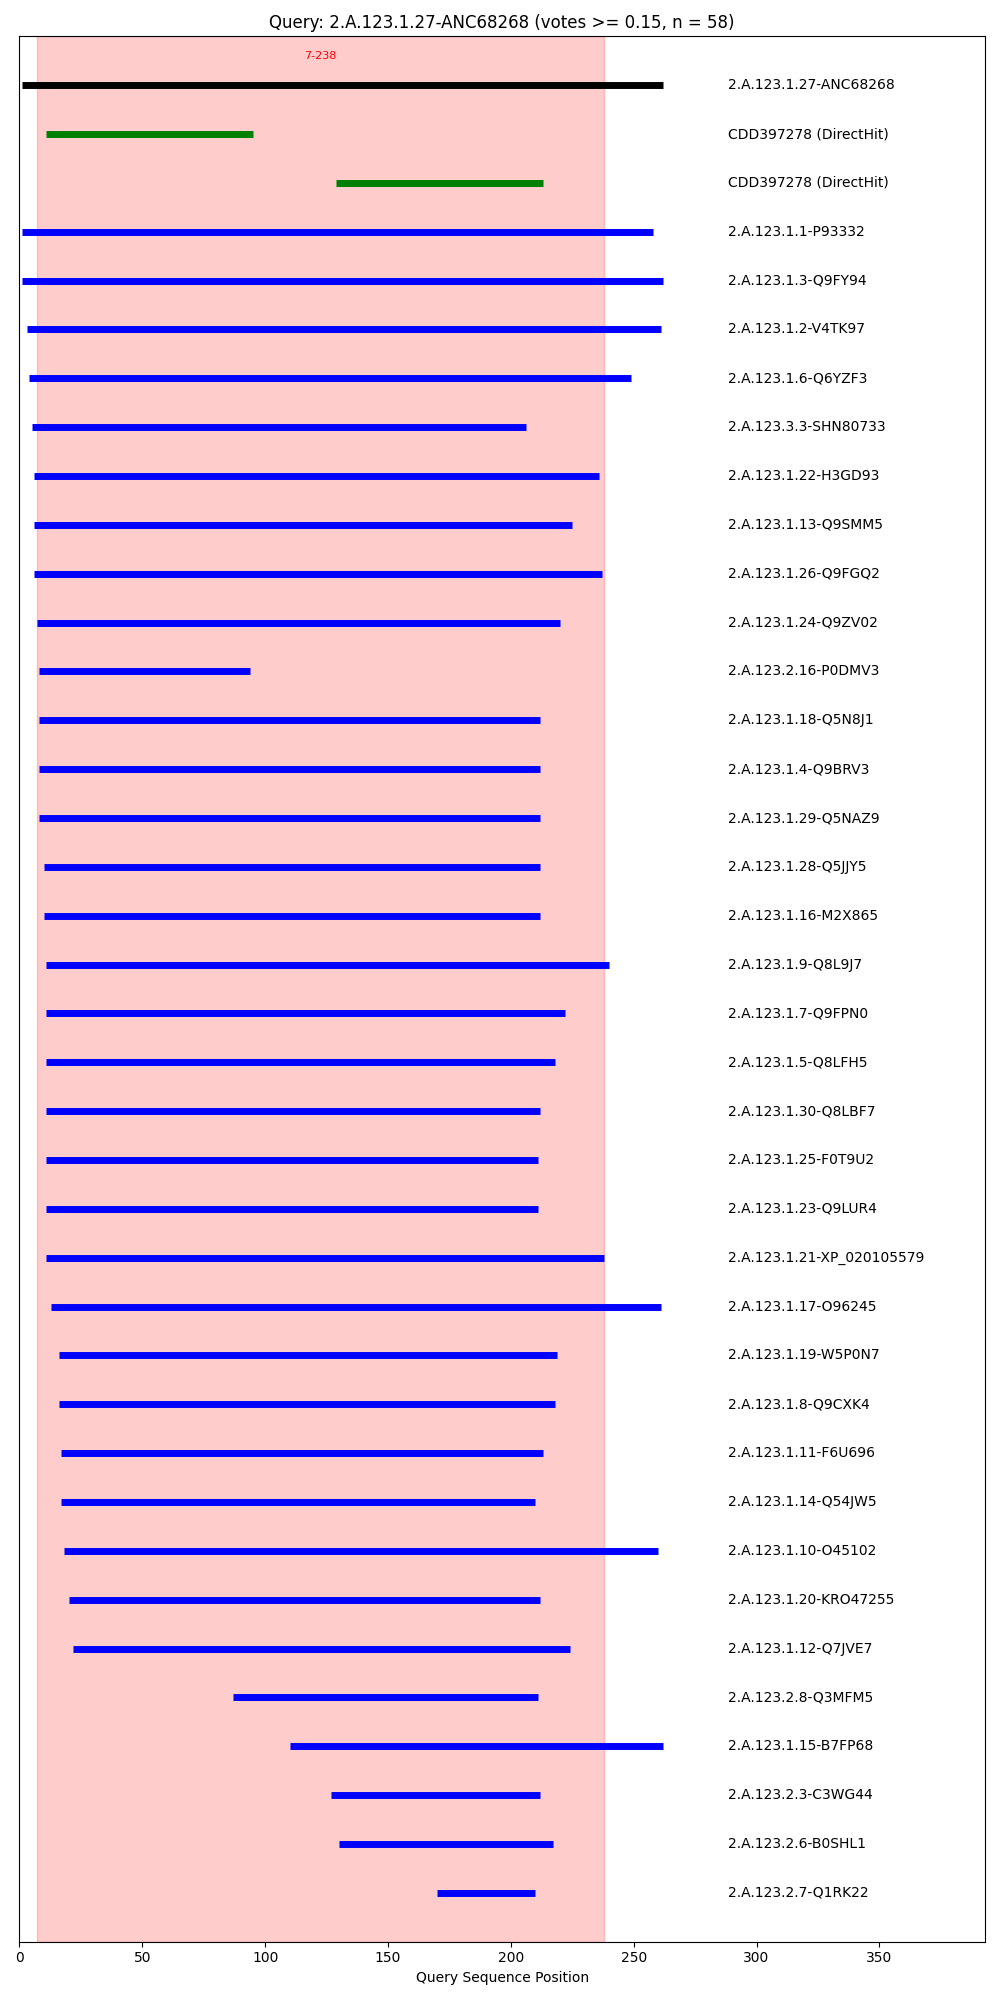 Query: 2.A.123.1.27-ANC68268 (votes >= 0.15, n = 58)
7-238
2.A.123.1.27-ANC68268
CDD397278 (DirectHit)
CDD397278 (DirectHit)
2.A.123.1.1-P93332
2.A.123.1.3-Q9FY94
2.A.123.1.2-V4TK97
2.A.123.1.6-Q6YZF3
2.A.123.3.3-SHN80733
2.A.123.1.22-H3GD93
2.A.123.1.13-Q9SMM5
2.A.123.1.26-Q9FGQ2
2.A.123.1.24-Q9ZV02
2.A.123.2.16-P0DMV3
2.A.123.1.18-Q5N8J1
2.A.123.1.4-Q9BRV3
2.A.123.1.29-Q5NAZ9
2.A.123.1.28-Q5JJY5
2.A.123.1.16-M2X865
2.A.123.1.9-Q8L9J7
2.A.123.1.7-Q9FPN0
2.A.123.1.5-Q8LFH5
2.A.123.1.30-Q8LBF7
2.A.123.1.25-F0T9U2
2.A.123.1.23-Q9LUR4
2.A.123.1.21-XP_020105579
2.A.123.1.17-O96245
2.A.123.1.19-W5P0N7
2.A.123.1.8-Q9CXK4
2.A.123.1.11-F6U696
2.A.123.1.14-Q54JW5
2.A.123.1.10-O45102
2.A.123.1.20-KRO47255
2.A.123.1.12-Q7JVE7
2.A.123.2.8-Q3MFM5
2.A.123.1.15-B7FP68
2.A.123.2.3-C3WG44
2.A.123.2.6-B0SHL1
2.A.123.2.7-Q1RK22
0 50 100 150 200 250 300 350
Query Sequence Position